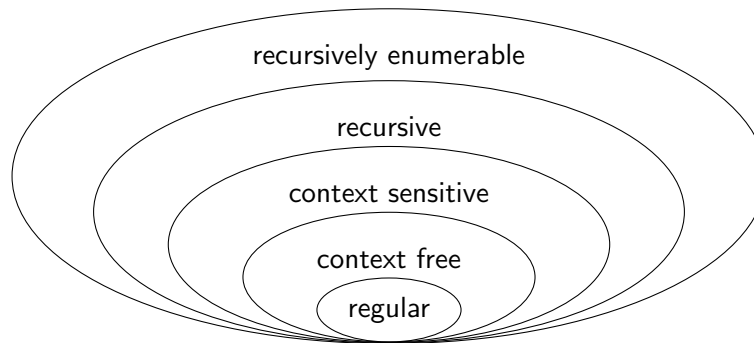 recursively enumerable
recursive
context sensitive
context free
regular